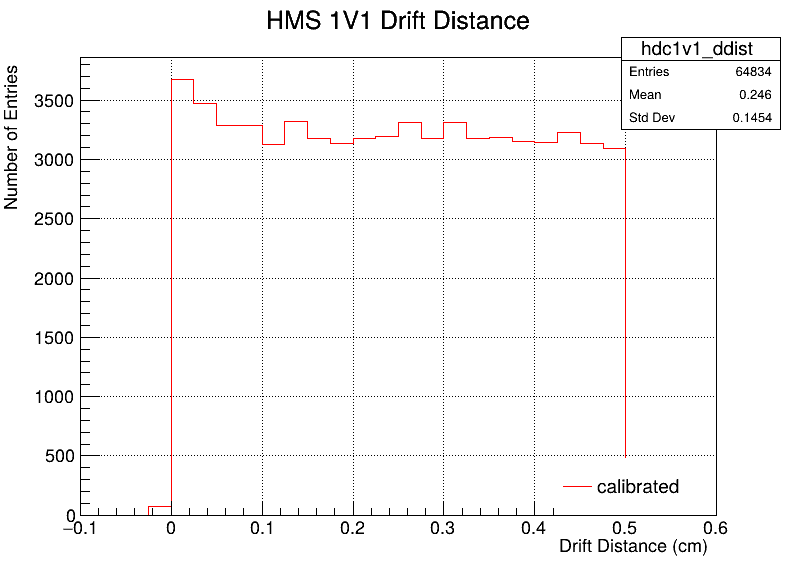 HMS 1V1 Drift Distance
hdc1v1_ddist
Entries 64834
Mean 0.246
Std Dev 0.1454
Number of Entries
3500
3000
2500
2000
1500
1000
500
0
calibrated
−0.1 0 0.1 0.2 0.3 0.4 0.5 0.6
Drift Distance (cm)